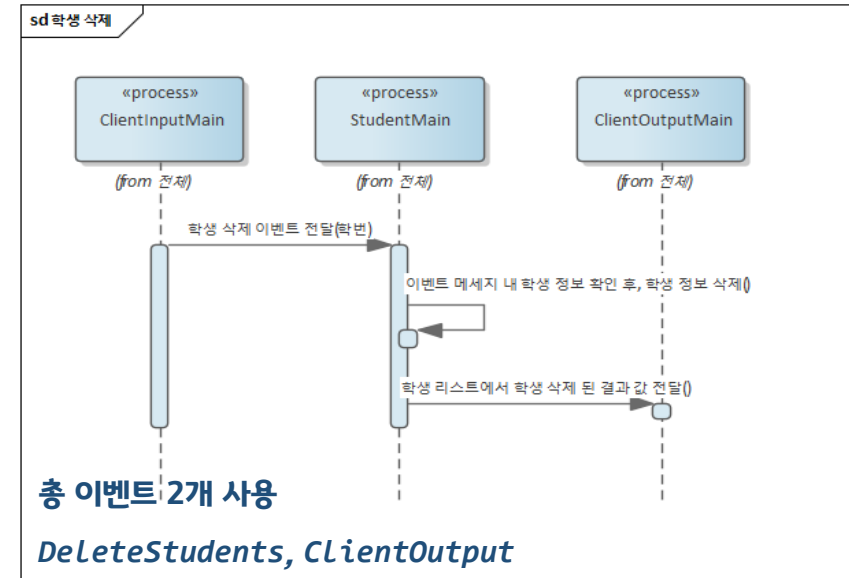 sd 학생 삭제
«process»
ClientInputMain
(from 전체)
«process»
StudentMain
(from 전체)
«process»
ClientOutputMain
(from 전체)
학생 삭제 이벤트 전달(학번)
이벤트 메세지 내 학생 정보 확인 후, 학생 정보 삭제()
학생 리스트에서 학생 삭제 된 결과 값 전달()
총 이벤트 2개 사용
DeleteStudents, ClientOutput